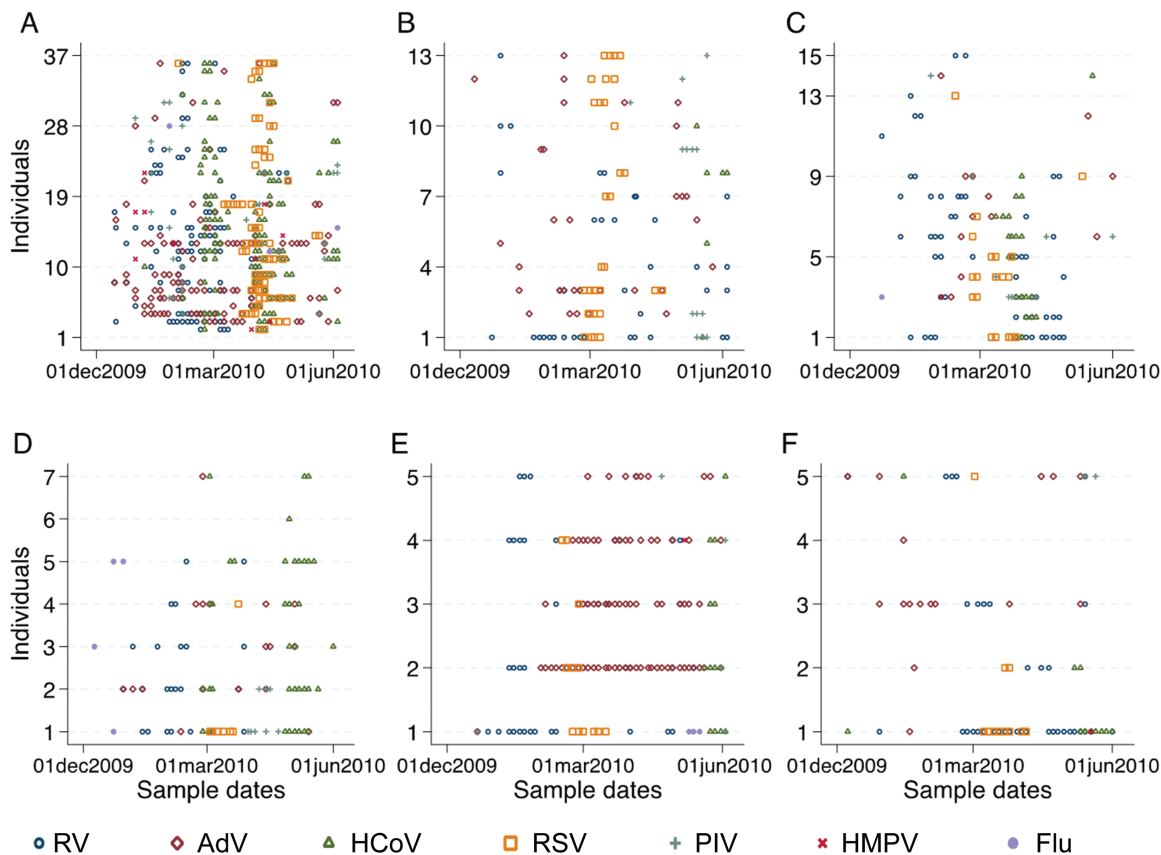 A
B
C
Individuals
37
28
19
10
1
01dec2009 01mar2010 01jun2010
13
10
7
4
1
01dec2009 01mar2010 01jun2010
15
13
9
5
1
01dec2009 01mar2010 01jun2010
D
E
F
Individuals
7
6
5
4
3
2
1
01dec2009 01mar2010 01jun2010
Sample dates
5
4
3
2
1
01dec2009 01mar2010 01jun2010
Sample dates
5
4
3
2
1
01dec2009 01mar2010 01jun2010
Sample dates
RV AdV HCoV RSV PIV HMPV Flu